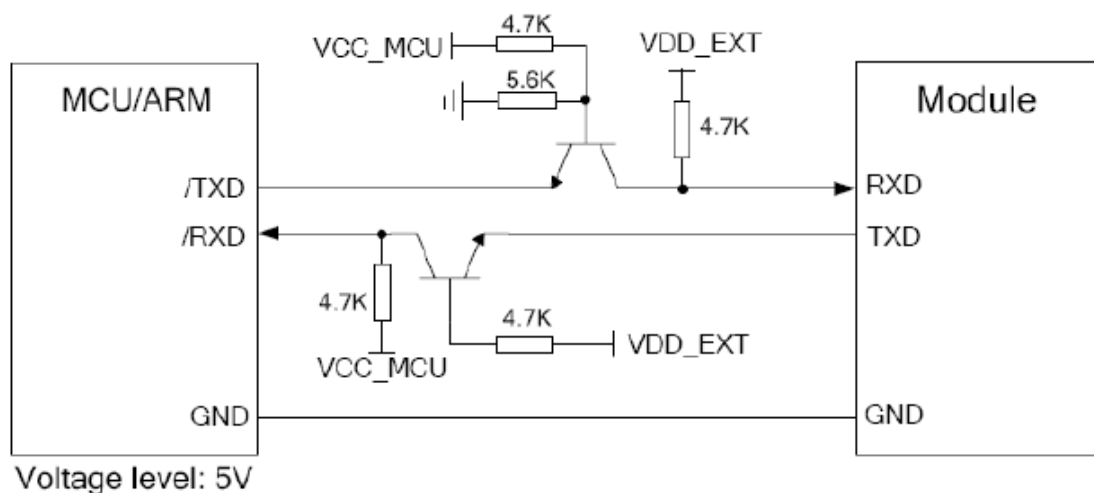 4.7K
VCC_MCU
VDD_EXT
5.6K
MCU/ARM
Module
4.7K
/TXD
RXD
/RXD
TXD
4.7K
4.7K
VDD_EXT
VCC_MCU
GND
GND
Voltage level: 5V